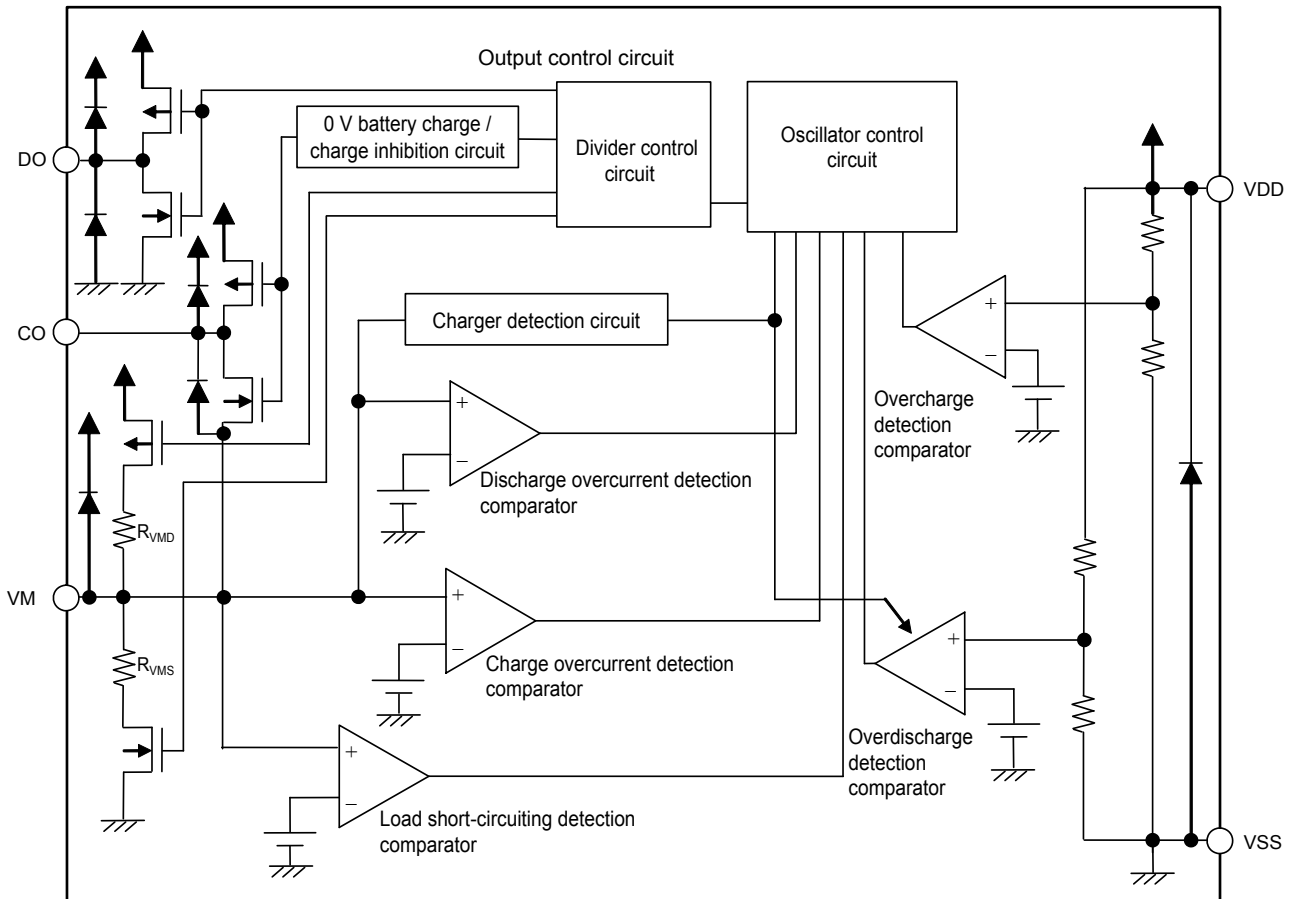 Output control circuit
0 V battery charge /
charge inhibition circuit
Divider control
circuit
Oscillator control
circuit
DO
VDD
CO
Charger detection circuit
+
−
Overcharge
detection
comparator
+
−
Discharge overcurrent detection
comparator
RVMD
VM
+
−
Charge overcurrent detection
comparator
RVMS
+
−
Overdischarge
detection
comparator
+
−
Load short-circuiting detection
comparator
VSS